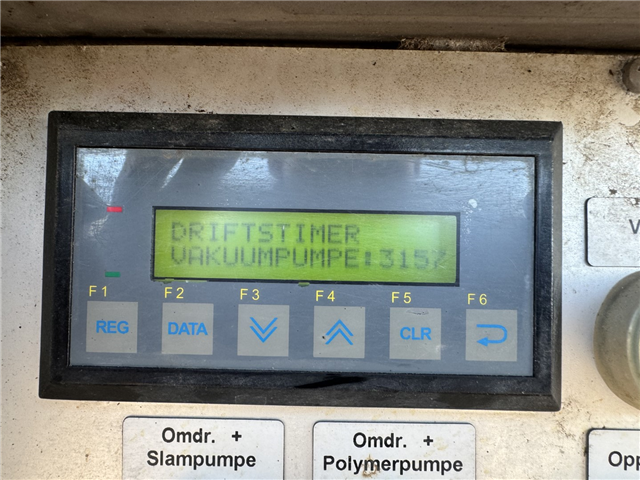 DRIFTSTIMER
VAKUUMPUMPE:3157
F1 F2 F3 F4 F5 F6
REG DATA CLR
Omdr. +
Slampumpe
Omdr. +
Polymerpumpe